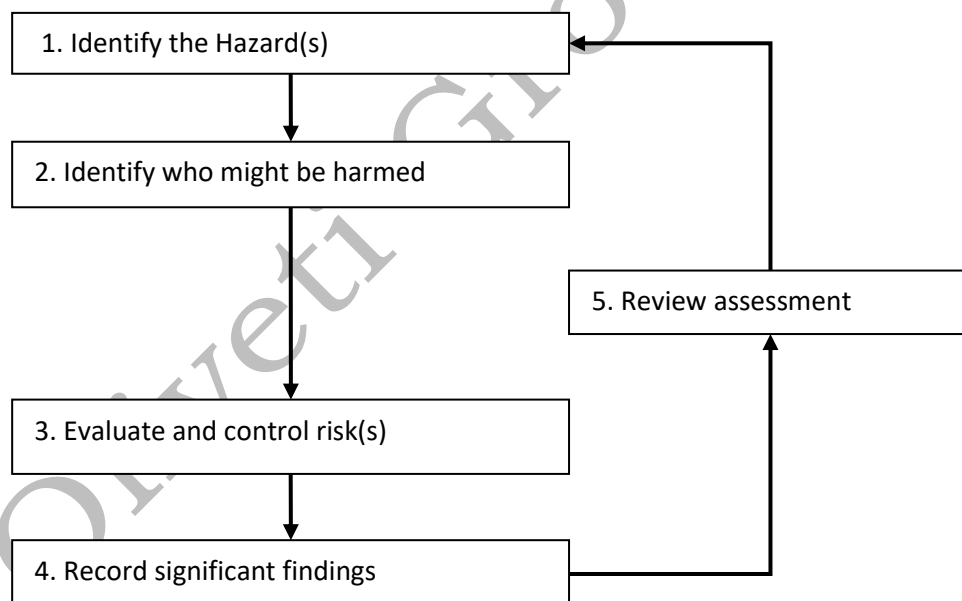 1. Identify the Hazard(s)
2. Identify who might be harmed
5. Review assessment
3. Evaluate and control risk(s)
4. Record significant findings